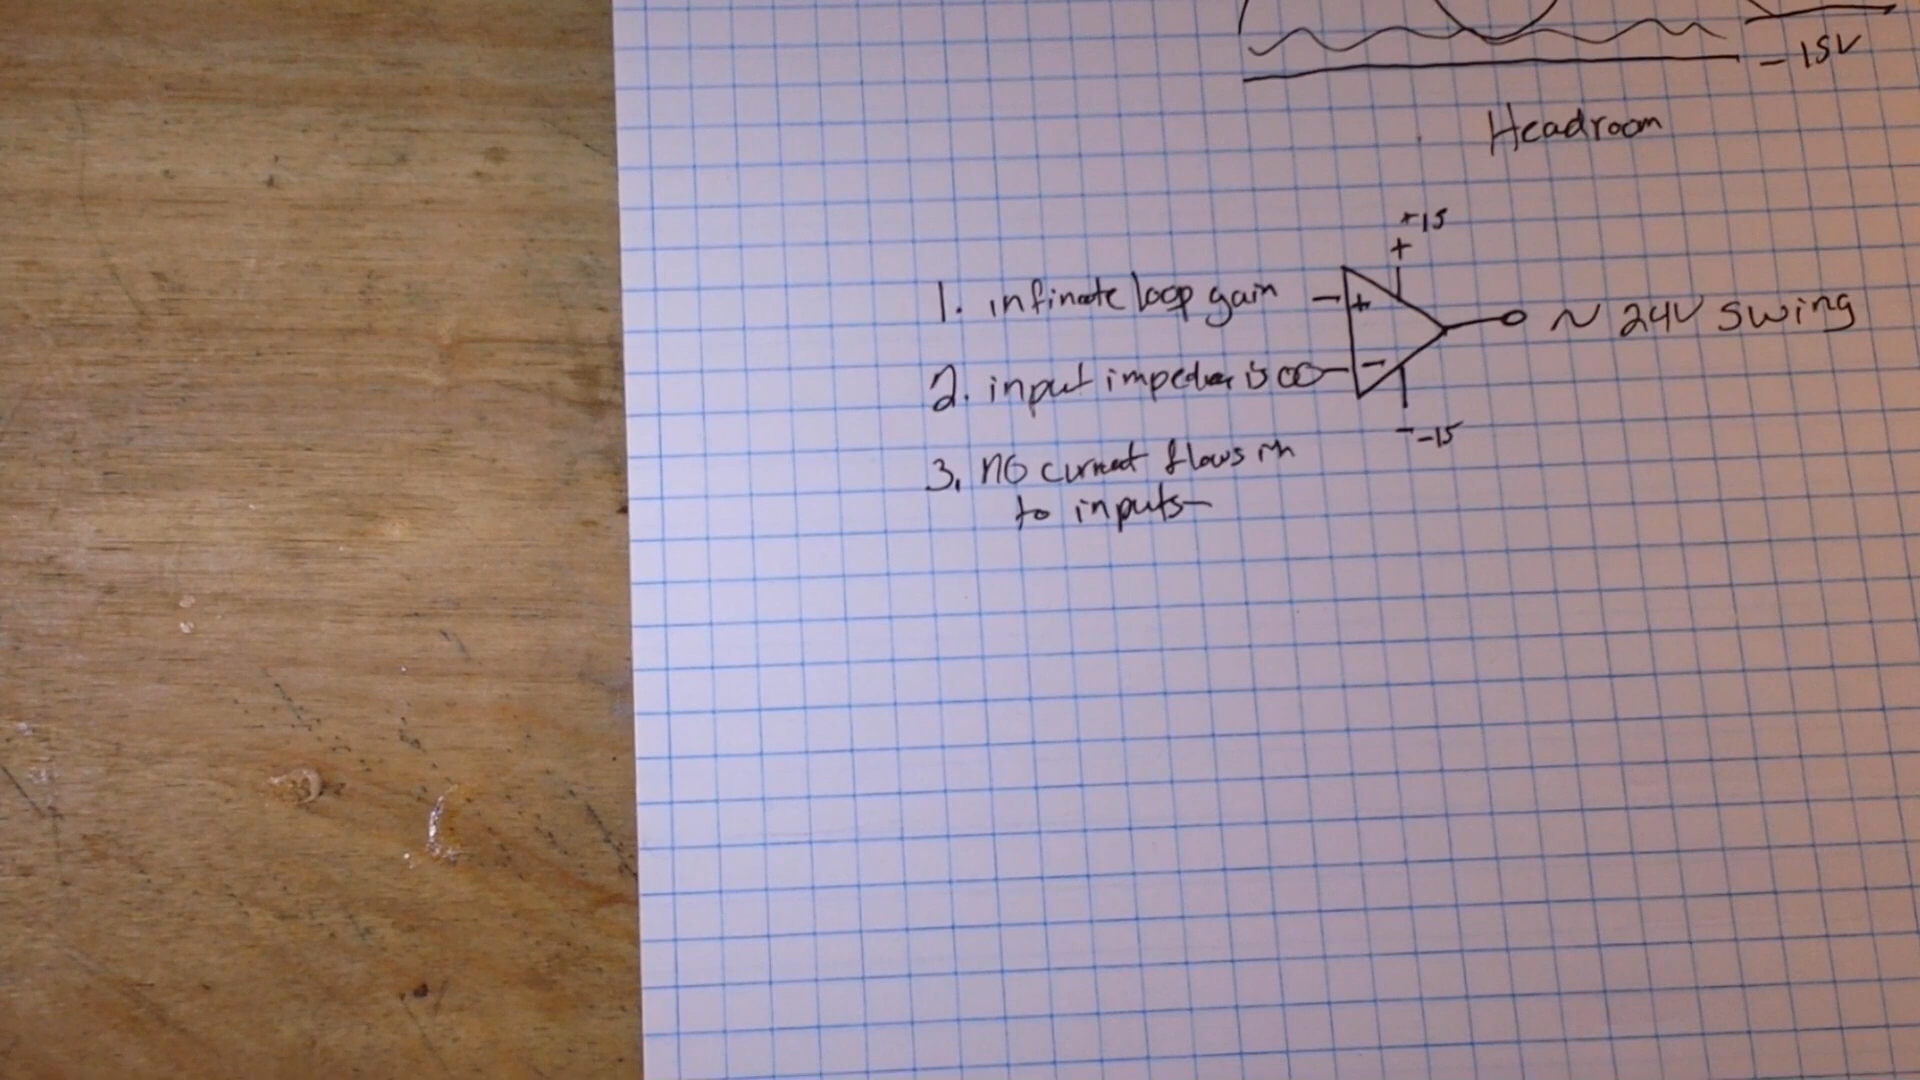 - 15V
Headroom
+15
+
1. infinate loop gain - + ~ 24V swing
2. input impedance is ∞ -
- -15
3. no current flows in
to inputs